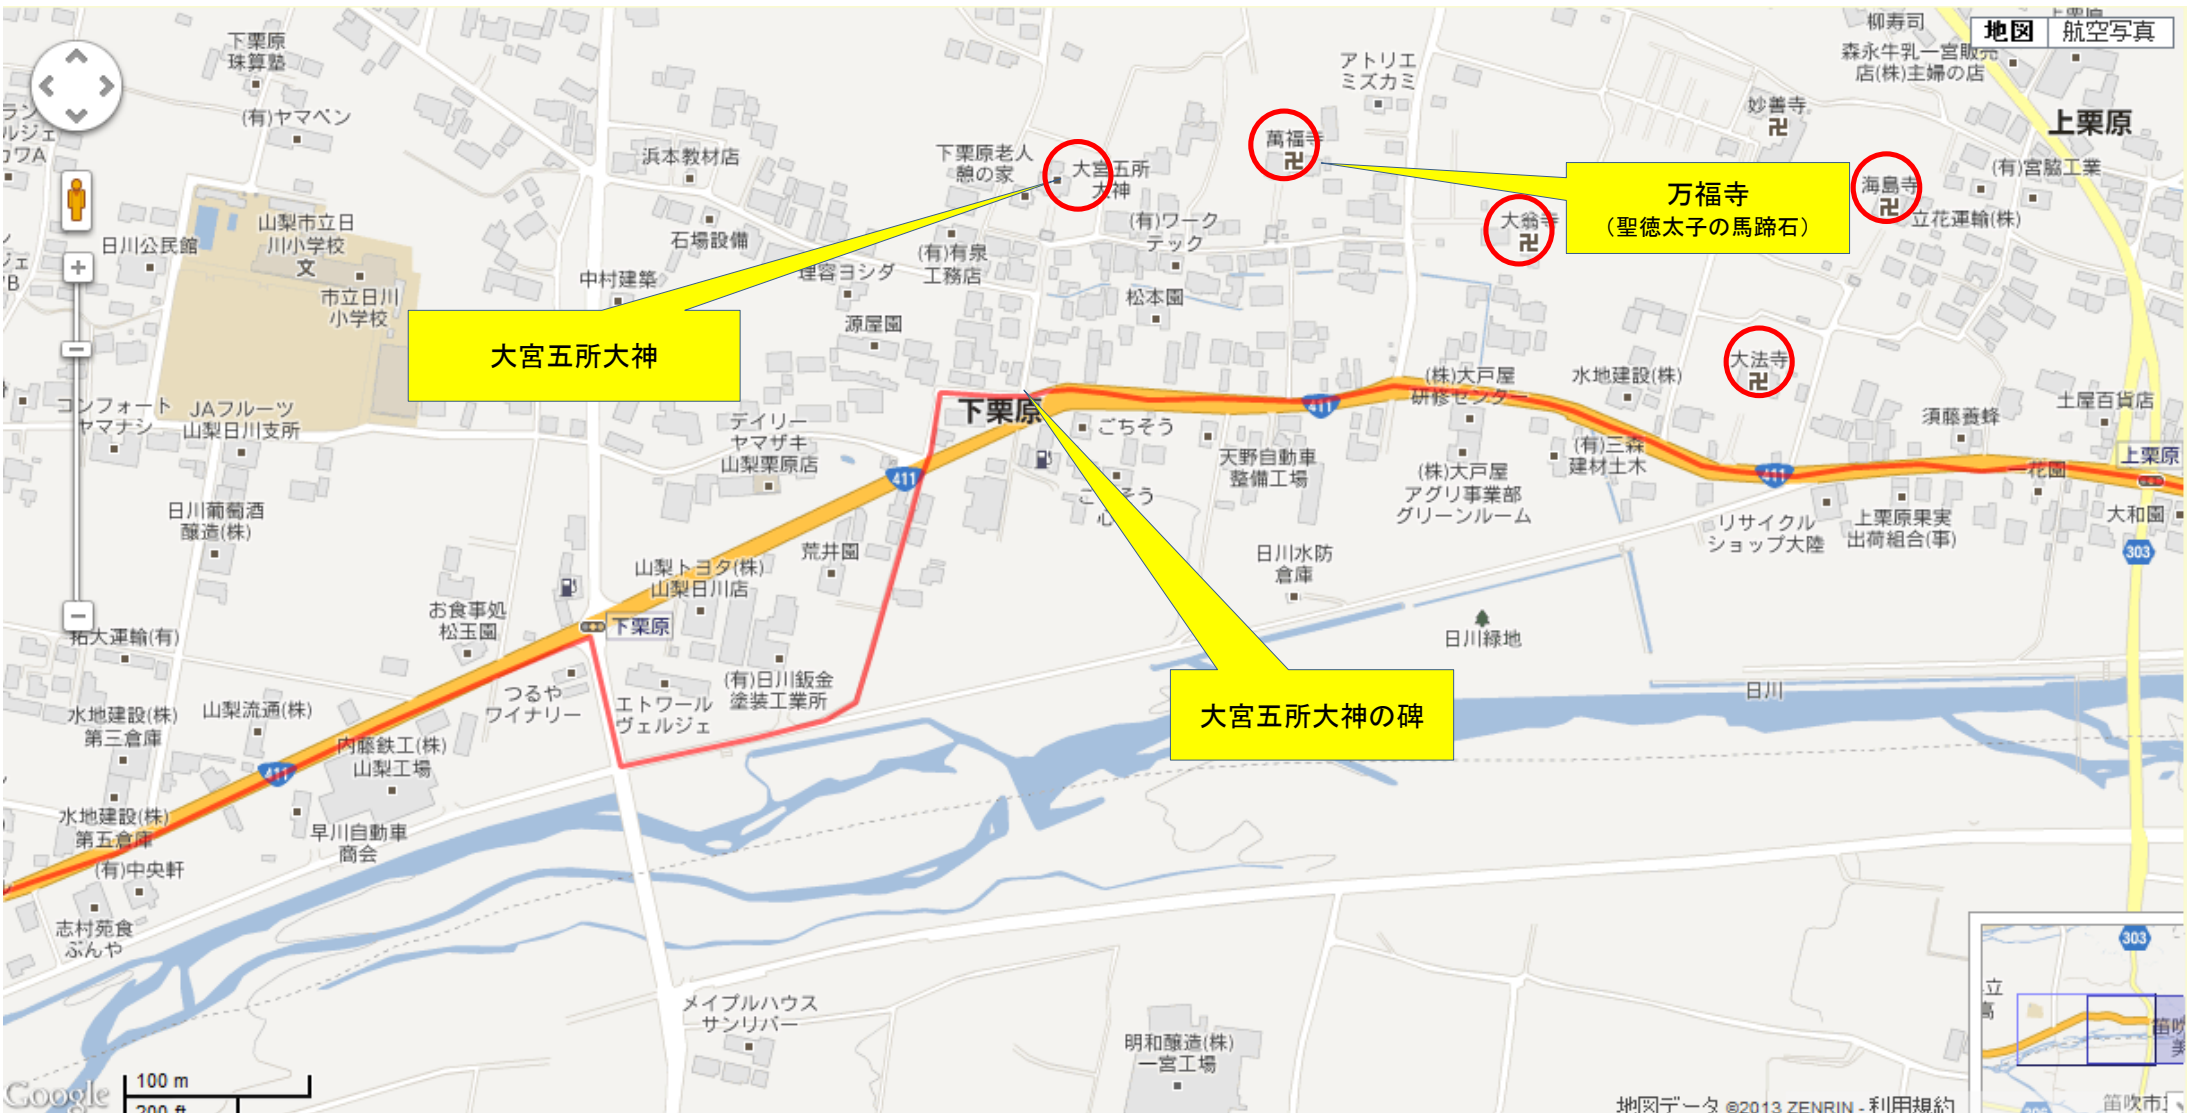 下栗原
珠算塾
(有)ヤマペン
柳寿司
地図
航空写真
森永牛乳一宮販売
店(株)主婦の店
上栗原
アトリエ
ミズカミ
妙善寺
萬福寺
浜本教材店
下栗原老人
憩の家
大宮五所
大神
万福寺
(聖徳太子の馬蹄石)
海島寺
(有)宮脇工業
立花運輸(株)
大翁寺
(有)ワーク
テック
山梨市立日
川小学校
文
日川公民館
市立日川
小学校
石場設備
中村建築
理容ヨシダ
(有)有泉
工務店
松本園
源屋園
大宮五所大神
大法寺
(株)大戸屋
研修センター
水地建設(株)
コンフォート
ヤマナシ
JAフルーツ
山梨日川支所
デイリー
ヤマザキ
山梨栗原店
下栗原
ごちそう
411
411
411
411
天野自動車
整備工場
(株)大戸屋
アグリ事業部
グリーンルーム
(有)三森
建材土木
須藤養蜂
土屋百貨店
上栗原
一花園
大和園
リサイクル
ショップ大陸
上栗原果実
出荷組合(事)
303
日川葡萄酒
醸造(株)
荒井園
日川水防
倉庫
山梨トヨタ(株)
山梨日川店
お食事処
松玉園
下栗原
拓大運輸(有)
日川緑地
日川
(有)日川鈑金
塗装工業所
エトワール
ヴェルジェ
つるや
ワイナリー
水地建設(株)
第三倉庫
山梨流通(株)
内藤鉄工(株)
山梨工場
大宮五所大神の碑
水地建設(株)
第五倉庫
早川自動車
商会
(有)中央軒
志村苑食
ぶんや
メイプルハウス
サンリバー
明和醸造(株)
一宮工場
303
Google
100 m
200 ft
地図データ ©2013 ZENRIN - 利用規約
笛吹市